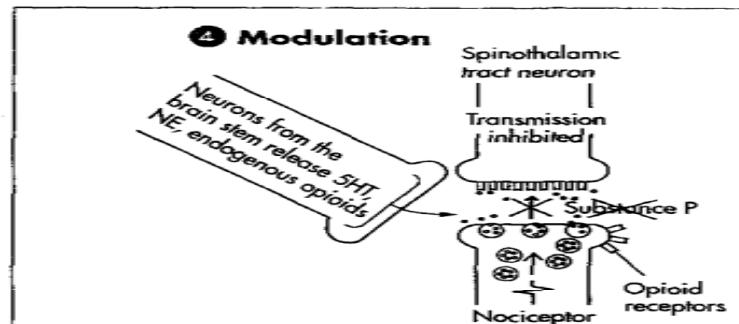 4 Modulation
Spinothalamic
tract neuron
Transmission
inhibited
Neurons from the
brain stem release 5HT,
NE, endogenous opioids
Substance P
Opioid
receptors
Nociceptor